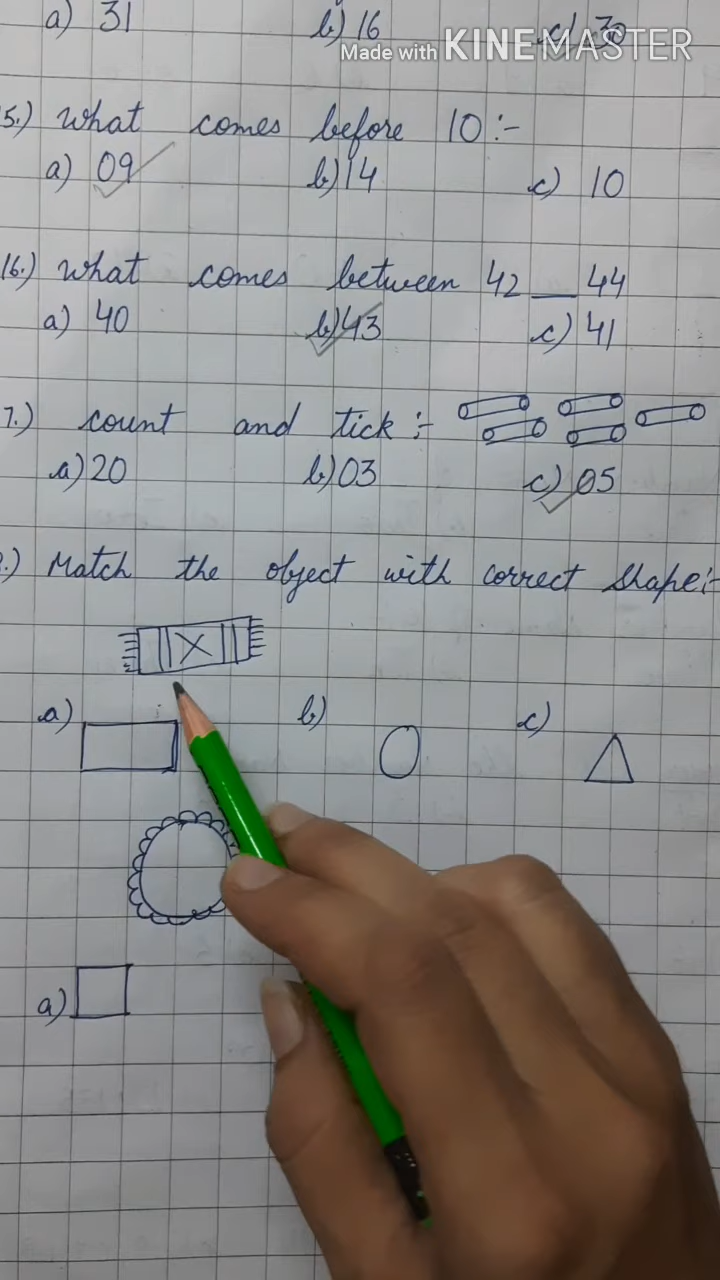 a) 31 b) 16 c) 30
Made with KINEMASTER
5.) What comes before 10 :-
a) 09 b) 14 c) 10
16.) What comes between 42 __ 44
a) 40 b) 43 c) 41
7.) count and tick :-
a) 20 b) 03 c) 05
.) Match the object with correct shape :-
a) b) c)
a)